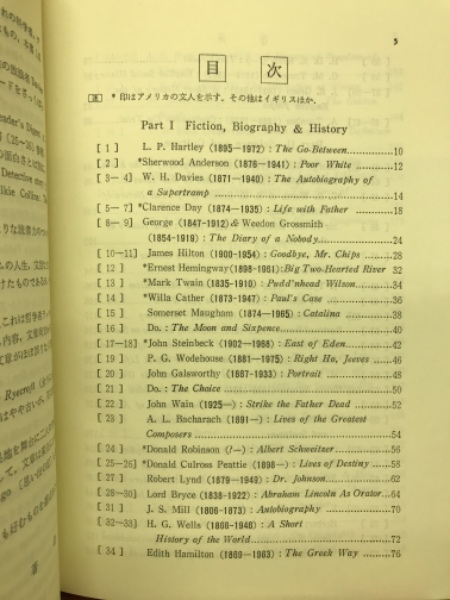 3
目 次
注 * 印はアメリカの文人を示す。その他はイギリスほか。
Part I Fiction, Biography & History
[ 1 ] L. P. Hartley (1895-1972) : The Go-Between..............10
[ 2 ] *Sherwood Anderson (1876-1941) : Poor White ............12
[ 3— 4] W. H. Davies (1871-1940) : The Autobiography of
a Supertramp ..............14
[ 5— 7] *Clarence Day (1874-1935) : Life with Father ............18
[ 8— 9] George (1847-1912) & Weedon Grossmith
(1854-1919) : The Diary of a Nobody..............24
[10—11] James Hilton (1900-1954) : Goodbye, Mr. Chips ............28
[ 12 ] *Ernest Hemingway (1898-1961) : Big Two-Hearted River 32
[ 13 ] *Mark Twain (1835-1910) : Pudd'nhead Wilson............34
[ 14 ] *Willa Cather (1873-1947) : Paul's Case ............36
[ 15 ] Somerset Maugham (1874-1965) : Catalina ............38
[ 16 ] Do. : The Moon and Sixpence..............40
[17—18] *John Steinbeck (1902-1968) : East of Eden............42
[ 19 ] P. G. Wodehouse (1881-1975) : Right Ho, Jeeves ......46
[ 20 ] John Galsworthy (1867-1933) : Portrait ............48
[ 21 ] Do. : The Choice ..............50
[ 22 ] John Wain (1925—) : Strike the Father Dead ............52
[ 23 ] A. L. Bacharach (1891—) : Lives of the Greatest
Composers ..............54
[ 24 ] *Donald Robinson (?—) : Albert Schweitzer ............56
[25—26] *Donald Culross Peattie (1898—) : Lives of Destiny ......58
[ 27 ] Robert Lynd (1879-1949) : Dr. Johnson............62
[28—30] Lord Bryce (1838-1922) : Abraham Lincoln As Orator...64
[ 31 ] J. S. Mill (1806-1873) : Autobiography ............70
[32—33] H. G. Wells (1866-1946) : A Short
History of the World..............72
[ 34 ] Edith Hamilton (1869-1963) : The Greek Way ............76